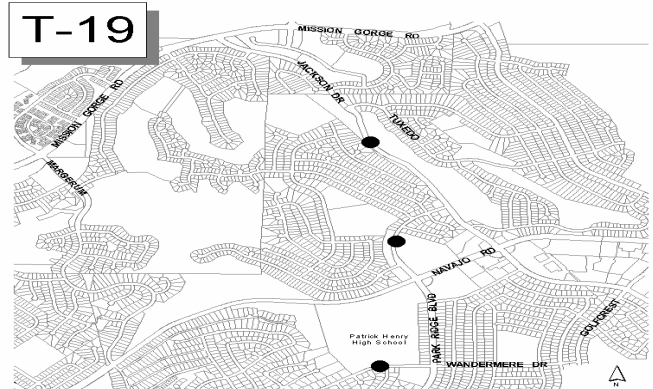 T-19
MISSION GORGE RD
JACKSON DR
TUXEDO
MISSION GORGE RD
MARGERUM
NAVAJO RD
PARK RIDGE BLVD
GOLFCREST
Patrick Henry
High School
WANDERMERE DR
N